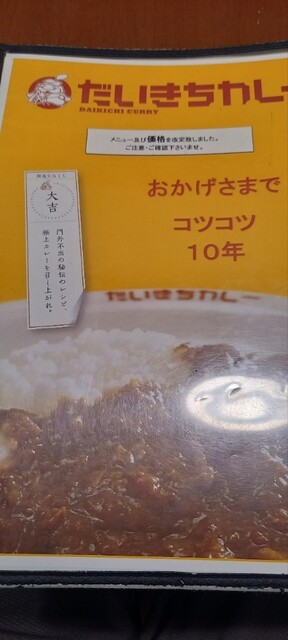 だいきちカレー
DAIKICHI CURRY
メニュー及び価格を改定致しました。
ご注意・ご確認下さいませ。
おかげさまで
コツコツ
10年
大吉
門外不出の秘伝のレシピ、
極上カレーを召し上がれ。
だいきちカレー